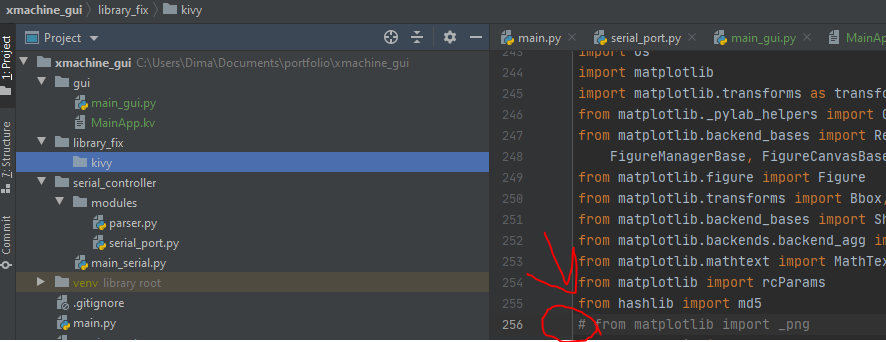 xmachine_gui library_fix kivy
Project
main.py serial_port.py main_gui.py MainAp
1: Project
7: Structure
Commit
xmachine_gui C:\Users\Dima\Documents\portfolio\xmachine_gui
gui
main_gui.py
MainApp.kv
library_fix
kivy
serial_controller
modules
parser.py
serial_port.py
main_serial.py
venv library root
.gitignore
main.py
243 import os
244 import matplotlib
245 import matplotlib.transforms as transfo
246 from matplotlib._pylab_helpers import
247 from matplotlib.backend_bases import Re
248 FigureManagerBase, FigureCanvasBase
249 from matplotlib.figure import Figure
250 from matplotlib.transforms import Bbox,
251 from matplotlib.backend_bases import Sh
252 from matplotlib.backends.backend_agg im
253 from matplotlib.mathtext import MathTex
254 from matplotlib import rcParams
255 from hashlib import md5
256 # from matplotlib import _png